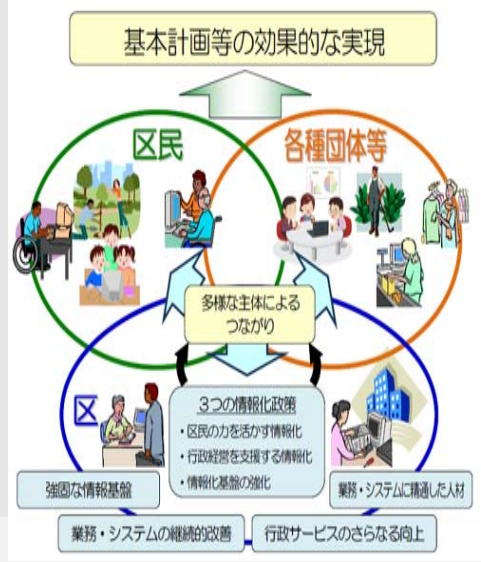 基本計画等の効果的な実現
区民
各種団体等
多様な主体による
つながり
区
3つの情報化政策
・区民の力を活かす情報化
・行政経営を支援する情報化
・情報化基盤の強化
強固な情報基盤
業務・システムに精通した人材
業務・システムの継続的改善
行政サービスのさらなる向上